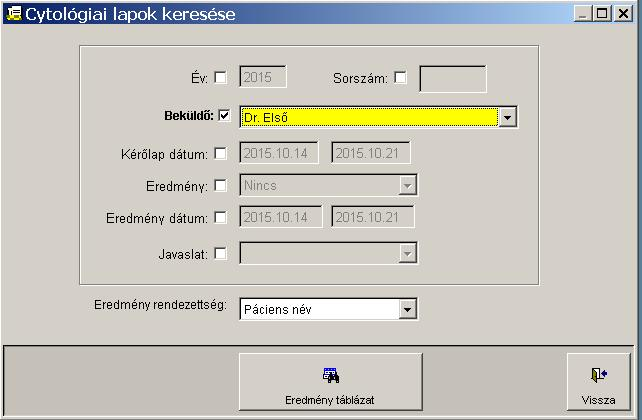 Cytológiai lapok keresése
Év: 2015 Sorszám:
Beküldő: Dr. Első
Kérőlap dátum: 2015.10.14 2015.10.21
Eredmény: Nincs
Eredmény dátum: 2015.10.14 2015.10.21
Javaslat:
Eredmény rendezettség: Páciens név
Eredmény táblázat
Vissza